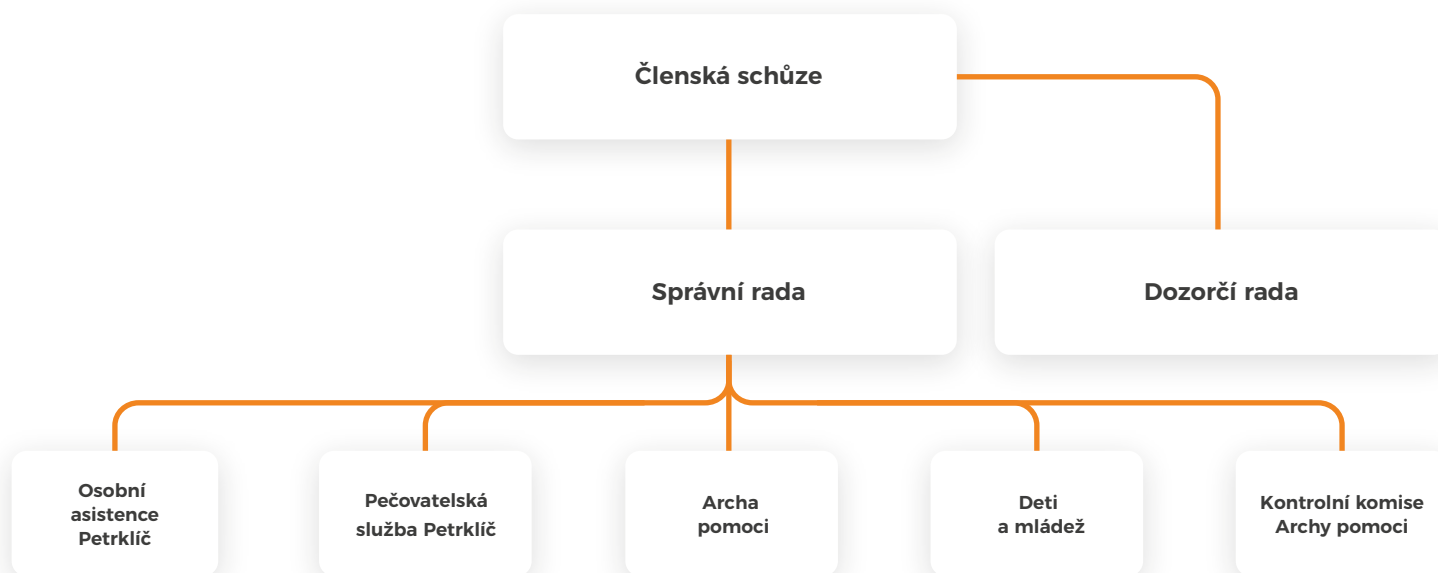 Členská schůze
Správní rada
Dozorčí rada
Osobní
asistence
Petrklíč
Pečovatelská
služba Petrklíč
Archa
pomoci
Deti
a mládež
Kontrolní komise
Archy pomoci